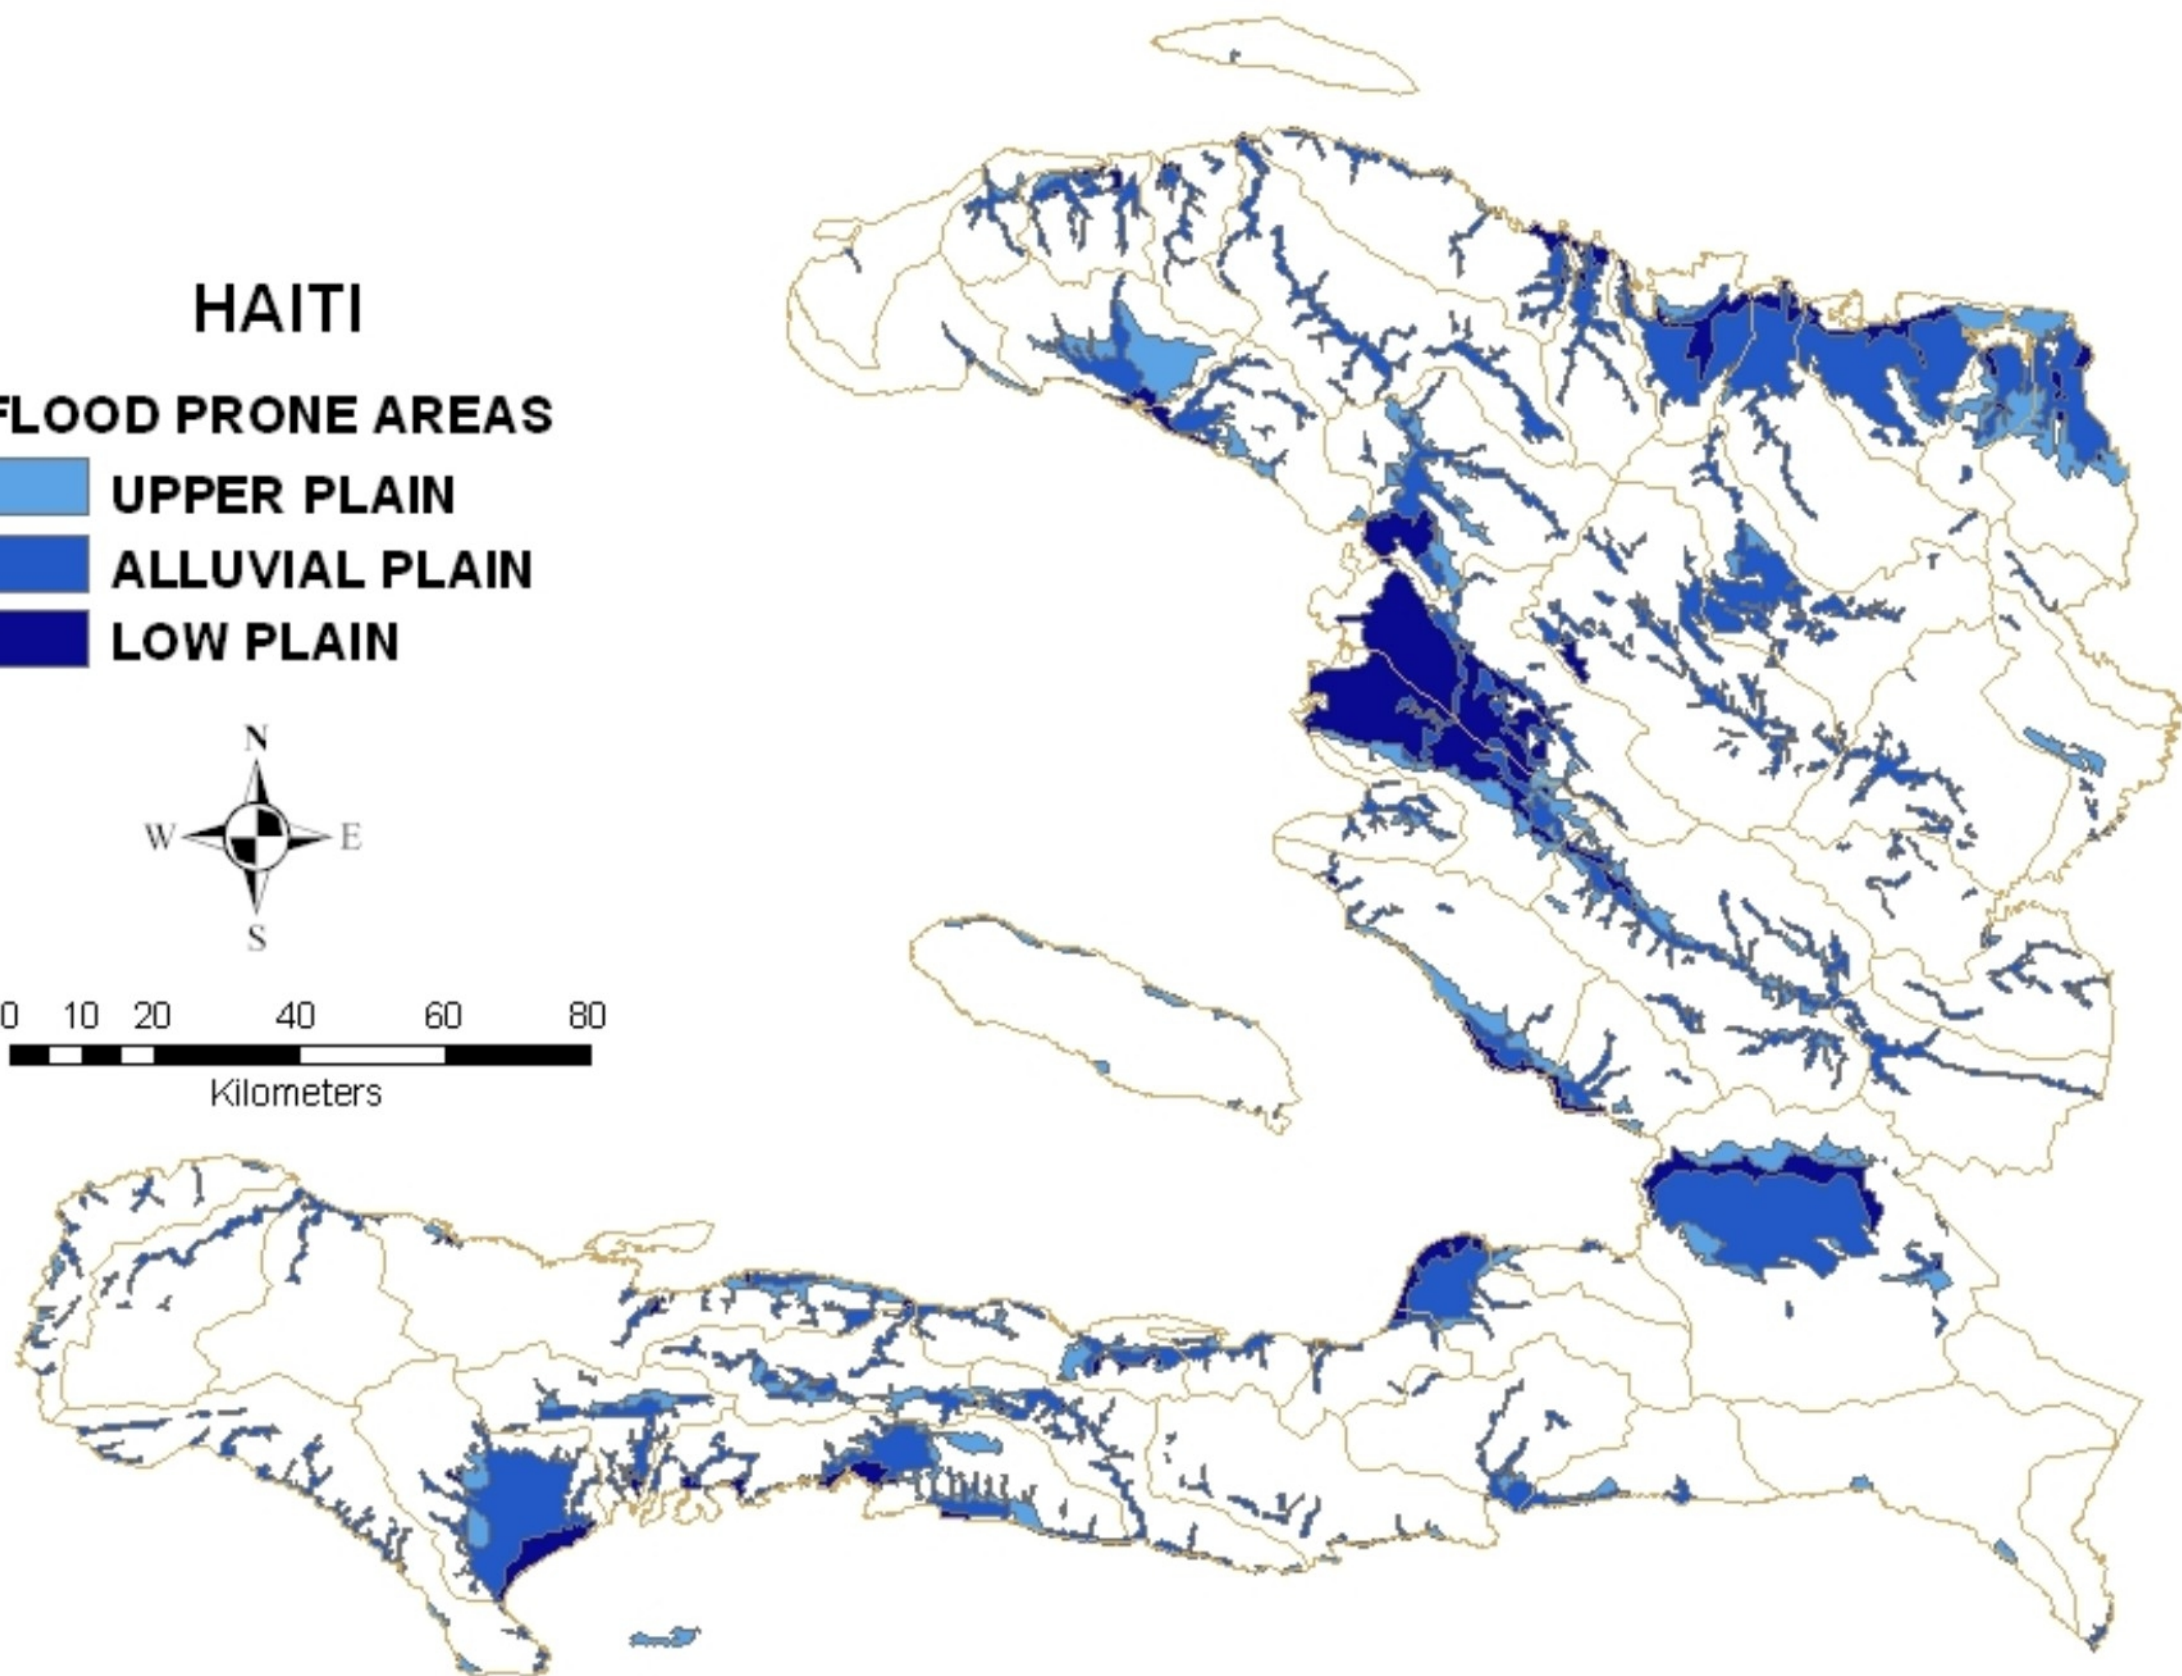 HAITI
FLOOD PRONE AREAS
UPPER PLAIN
ALLUVIAL PLAIN
LOW PLAIN
N
W E
S
0 10 20 40 60 80
Kilometers